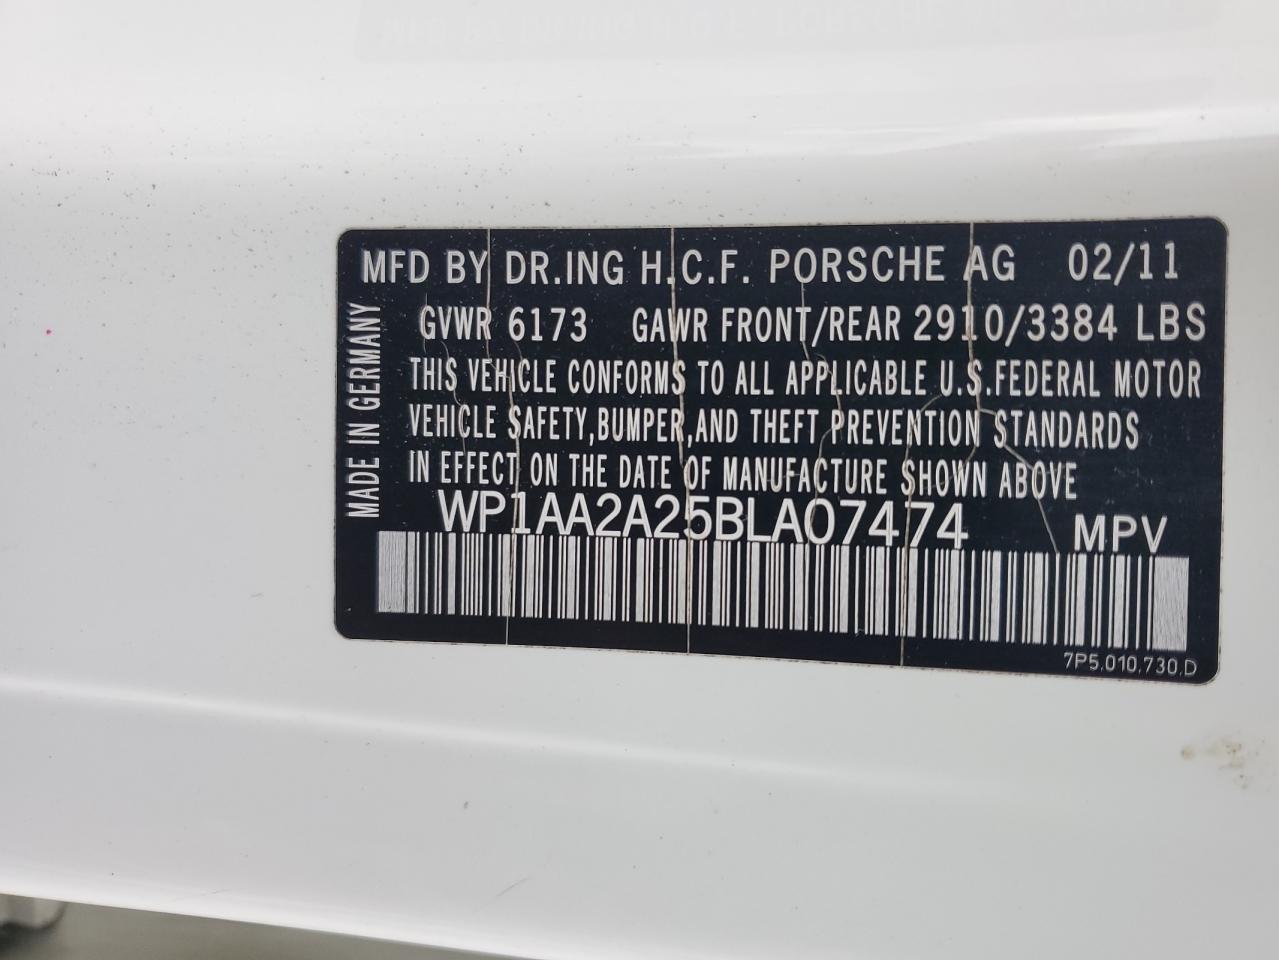 MFD BY DR.ING H.C.F. PORSCHE AG 02/11
GVWR 6173 GAWR FRONT/REAR 2910/3384 LBS
MADE IN GERMANY
THIS VEHICLE CONFORMS TO ALL APPLICABLE U.S.FEDERAL MOTOR
VEHICLE SAFETY,BUMPER,AND THEFT PREVENTION STANDARDS
IN EFFECT ON THE DATE OF MANUFACTURE SHOWN ABOVE
WP1AA2A25BLA07474 MPV
7P5.010.730.D